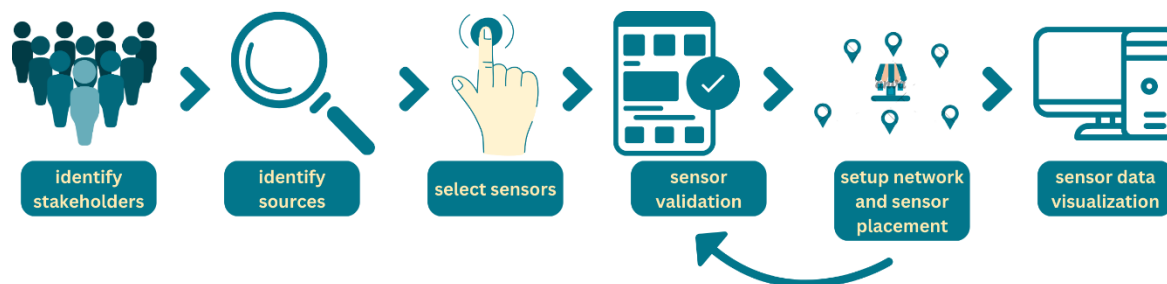 identify
stakeholders
identify
sources
select sensors
sensor
validation
setup network
and sensor
placement
sensor data
visualization